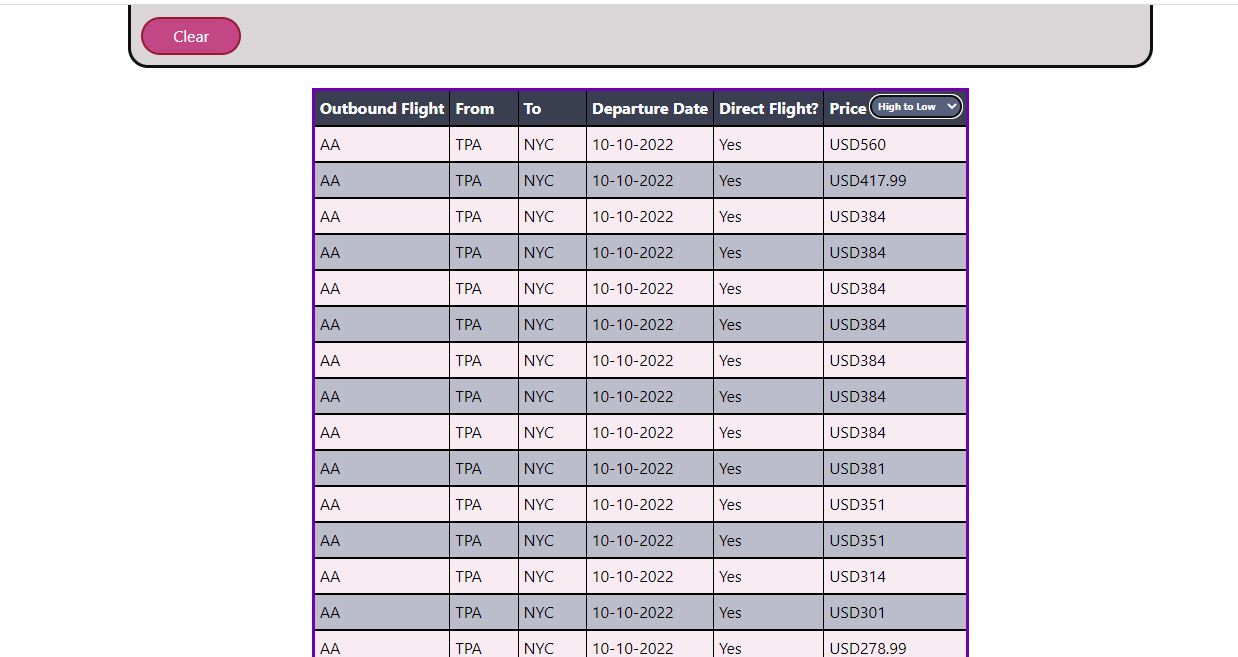 Clear
Outbound Flight From To Departure Date Direct Flight? Price High to Low
AA TPA NYC 10-10-2022 Yes USD560
AA TPA NYC 10-10-2022 Yes USD417.99
AA TPA NYC 10-10-2022 Yes USD384
AA TPA NYC 10-10-2022 Yes USD384
AA TPA NYC 10-10-2022 Yes USD384
AA TPA NYC 10-10-2022 Yes USD384
AA TPA NYC 10-10-2022 Yes USD384
AA TPA NYC 10-10-2022 Yes USD384
AA TPA NYC 10-10-2022 Yes USD384
AA TPA NYC 10-10-2022 Yes USD381
AA TPA NYC 10-10-2022 Yes USD351
AA TPA NYC 10-10-2022 Yes USD351
AA TPA NYC 10-10-2022 Yes USD314
AA TPA NYC 10-10-2022 Yes USD301
AA TPA NYC 10-10-2022 Yes USD278.99